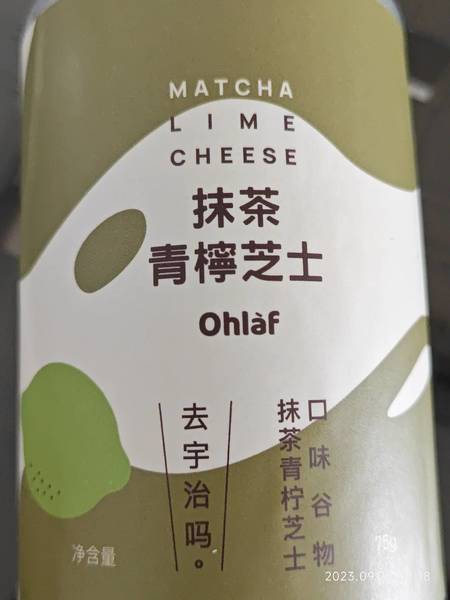 MATCHA
LIME
CHEESE
抹茶
青檸芝士
Ohlàf
去宇治吗。
口味谷物
抹茶青柠芝士
净含量
75g